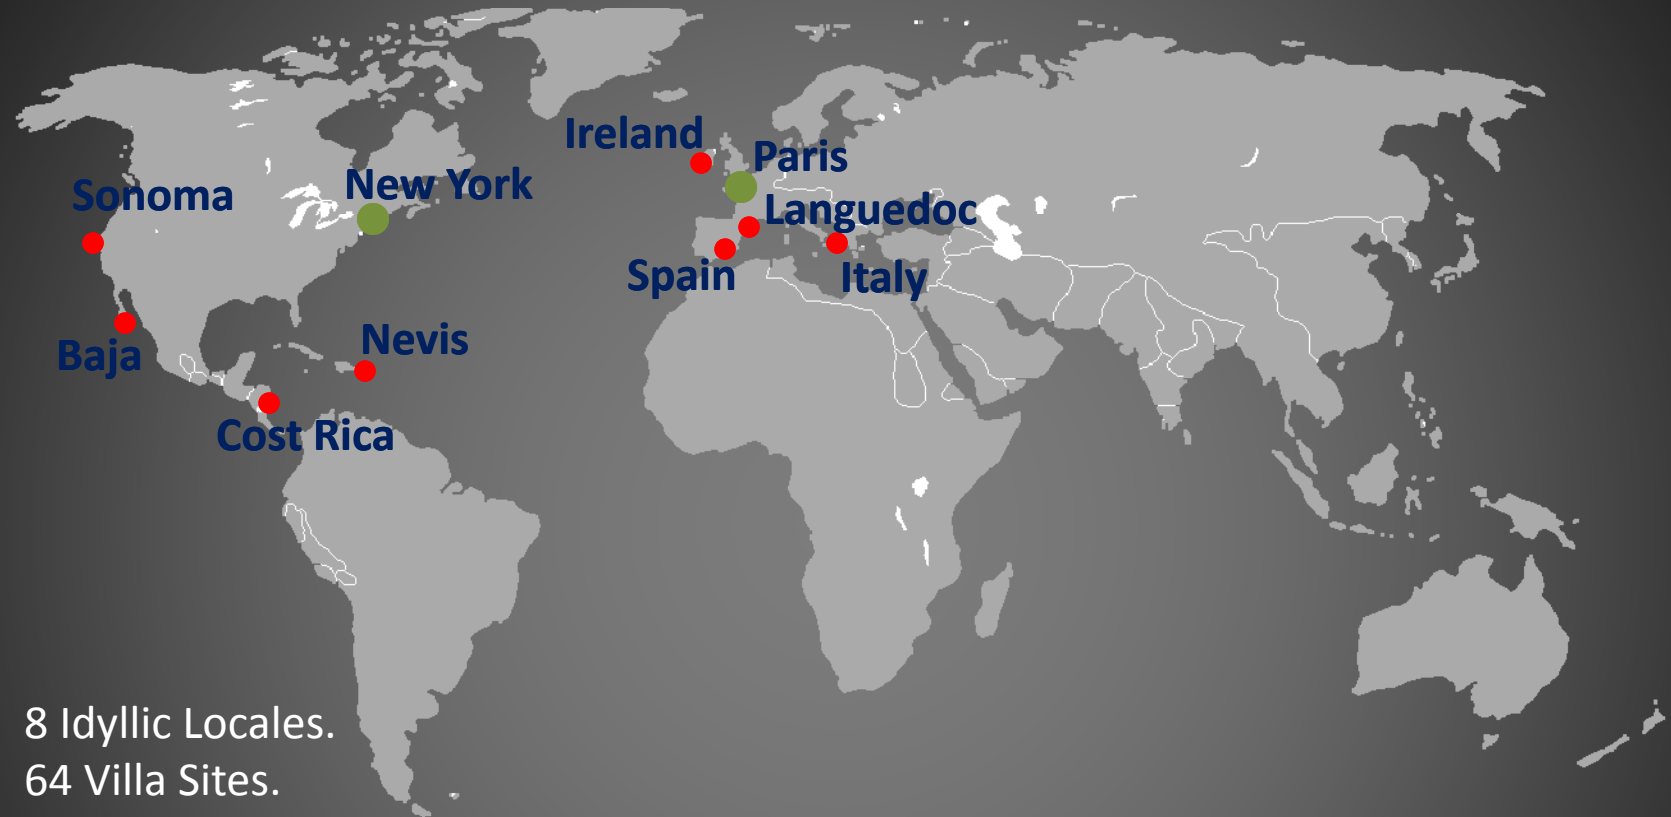 Ireland
Paris
Sonoma
New York
Languedoc
Spain
Italy
Baja
Nevis
Cost Rica
8 Idyllic Locales.
64 Villa Sites.